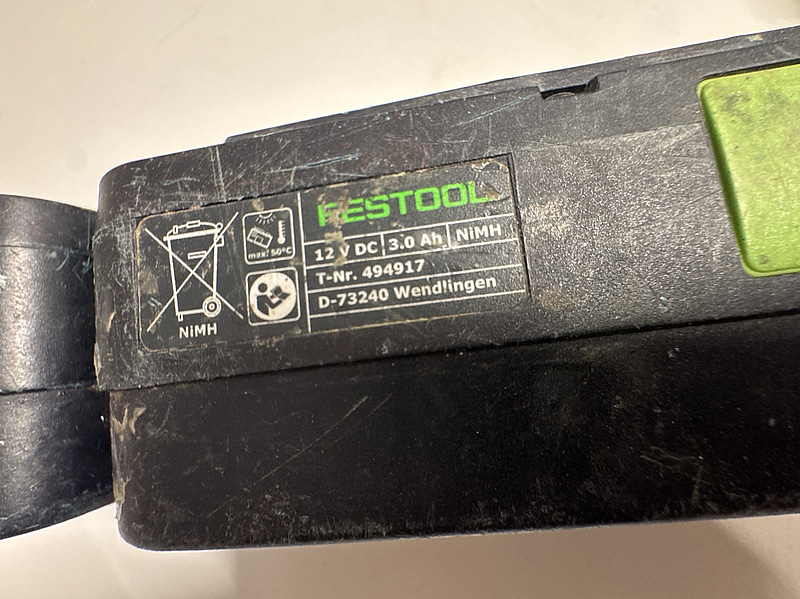 FESTOOL
12 V DC 3.0 Ah NiMH
T-Nr. 494917
D-73240 Wendlingen
max. 50°C
NiMH